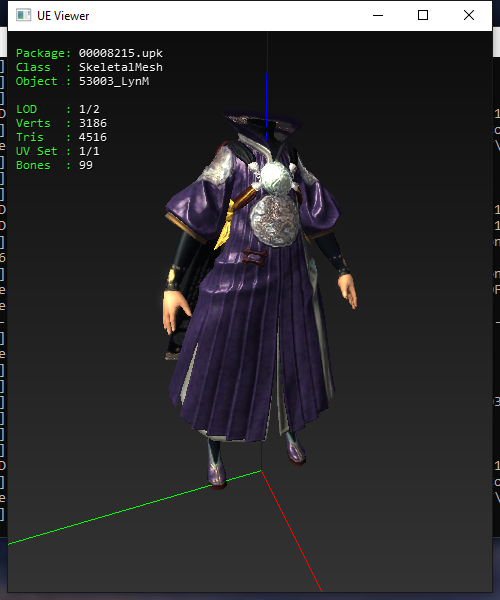 UE Viewer
Package: 00008215.upk
Class : SkeletalMesh
Object : 53003_LynM
LOD : 1/2
Verts : 3186
Tris : 4516
UV Set : 1/1
Bones : 99